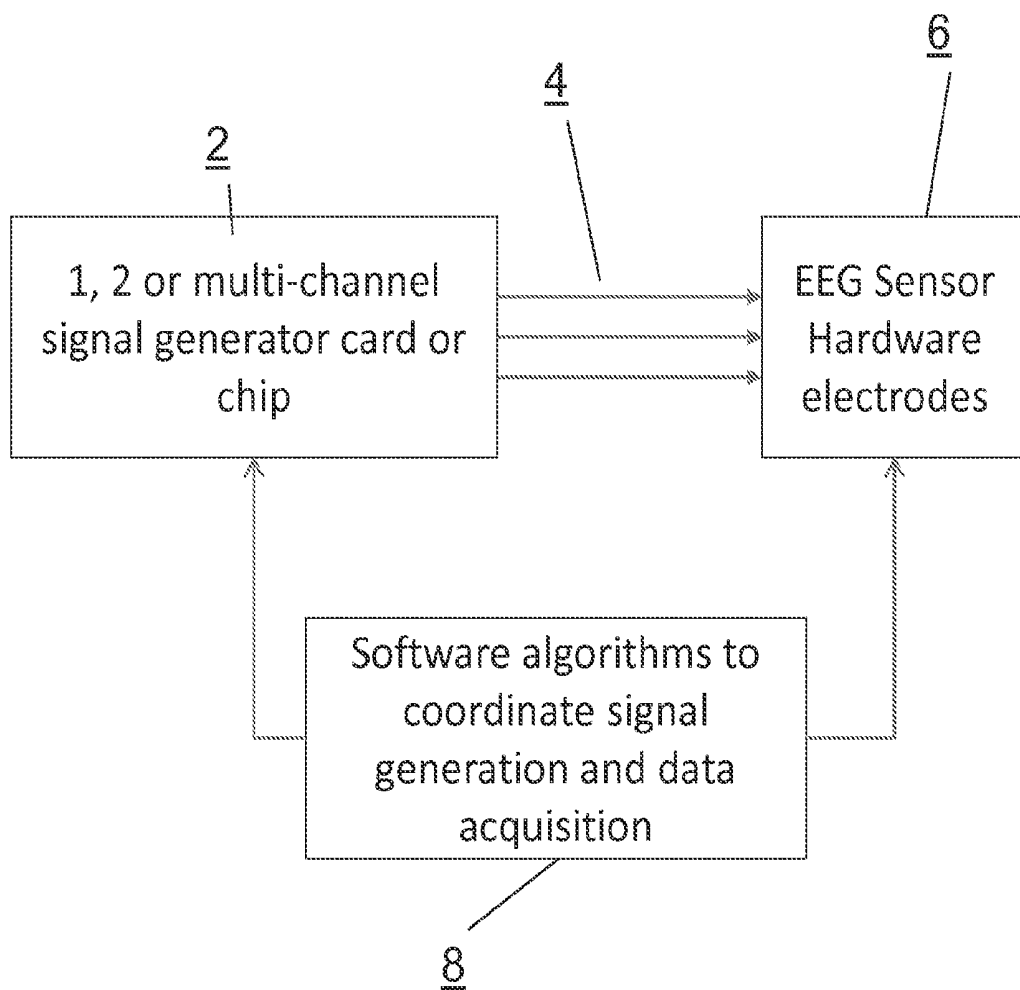 6
4
2
1, 2 or multi-channel
signal generator card or
chip
EEG Sensor
Hardware
electrodes
Software algorithms to
coordinate signal
generation and data
acquisition
8